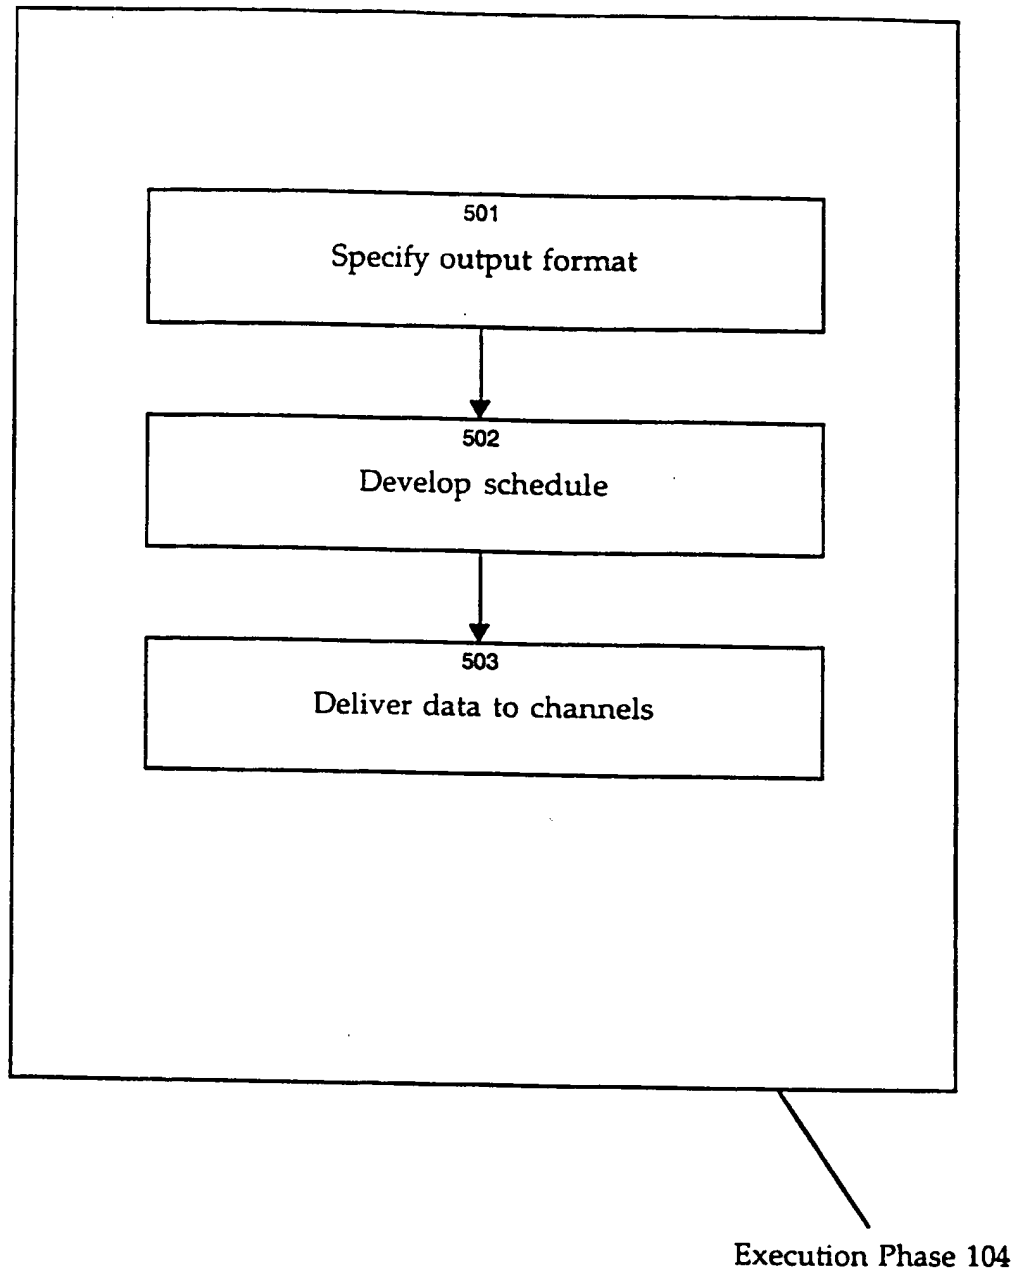 501
Specify output format
502
Develop schedule
503
Deliver data to channels
Execution Phase 104